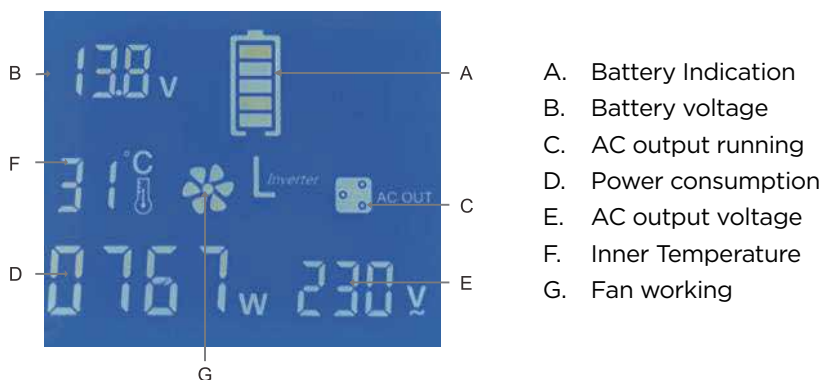 B
13.8 V
A
F
31 °C
Inverter
AC OUT
C
D
0767 W
230 V
E
G
A. Battery Indication
B. Battery voltage
C. AC output running
D. Power consumption
E. AC output voltage
F. Inner Temperature
G. Fan working